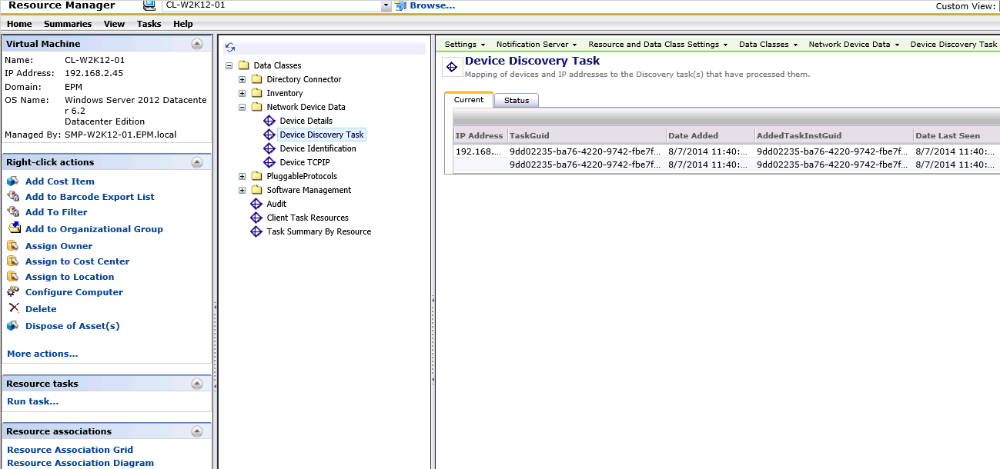 Resource Manager
CL-W2K12-01
Browse...
Custom View:
Home Summaries View Tasks Help
Virtual Machine
Name: CL-W2K12-01
IP Address: 192.168.2.45
Domain: EPM
OS Name: Windows Server 2012 Datacente
r 6.2
Datacenter Edition
Managed By: SMP-W2K12-01.EPM.local
Right-click actions
Add Cost Item
Add to Barcode Export List
Add To Filter
Add to Organizational Group
Assign Owner
Assign to Cost Center
Assign to Location
Configure Computer
Delete
Dispose of Asset(s)
More actions...
Resource tasks
Run task...
Resource associations
Resource Association Grid
Resource Association Diagram
Data Classes
Directory Connector
Inventory
Network Device Data
Device Details
Device Discovery Task
Device Identification
Device TCPIP
PluggableProtocols
Software Management
Audit
Client Task Resources
Task Summary By Resource
Settings Notification Server Resource and Data Class Settings Data Classes Network Device Data Device Discovery Task
Device Discovery Task
Mapping of devices and IP addresses to the Discovery task(s) that have processed them.
Current Status
IP Address TaskGuid Date Added AddedTaskInstGuid Date Last Seen
192.168.... 9dd02235-ba76-4220-9742-fbe7f... 8/7/2014 11:40:... 9dd02235-ba76-4220-9742-fbe7f... 8/7/2014 11:40:...
9dd02235-ba76-4220-9742-fbe7f... 8/7/2014 11:40:... 9dd02235-ba76-4220-9742-fbe7f... 8/7/2014 11:40:...